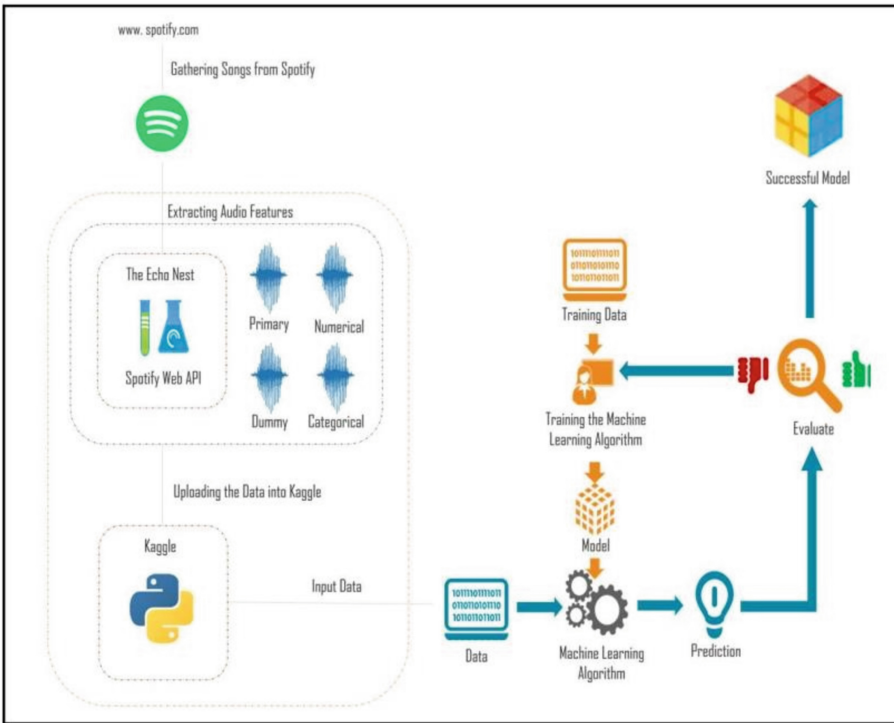 www. spotify.com
Gathering Songs from Spotify
Extracting Audio Features
The Echo Nest
Spotify Web API
Primary
Numerical
Dummy
Categorical
Uploading the Data into Kaggle
Kaggle
Input Data
Data
Machine Learning
Algorithm
Prediction
Training Data
Training the Machine
Learning Algorithm
Model
Evaluate
Successful Model